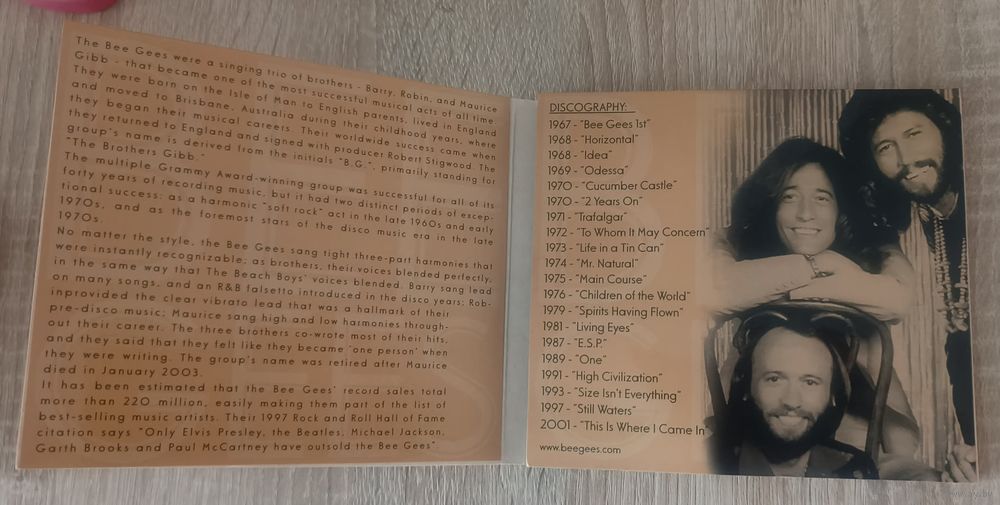 The Bee Gees were a singing trio of brothers - Barry, Robin, and Maurice
Gibb - that became one of the most successful musical acts of all time.
They were born on the Isle of Man to English parents, lived in England
and moved to Brisbane, Australia during their childhood years, where
they began their musical careers. Their worldwide success came when
they returned to England and signed with producer Robert Stigwood. The
group's name is derived from the initials "B.G.", primarily standing for
"The Brothers Gibb."
The multiple Grammy Award-winning group was successful for all of its
forty years of recording music, but it had two distinct periods of excep-
tional success: as a harmonic "soft rock" act in the late 1960s and early
1970s, and as the foremost stars of the disco music era in the late
1970s.
No matter the style, the Bee Gees sang tight three-part harmonies that
were instantly recognizable; as brothers, their voices blended perfectly,
in the same way that The Beach Boys' voices blended. Barry sang lead
on many songs, and an R&B falsetto introduced in the disco years; Rob-
inprovided the clear vibrato lead that was a hallmark of their
pre-disco music; Maurice sang high and low harmonies through-
out their career. The three brothers co-wrote most of their hits,
and they said that they felt like they became 'one person' when
they were writing. The group's name was retired after Maurice
died in January 2003.
It has been estimated that the Bee Gees' record sales total
more than 220 million, easily making them part of the list of
best-selling music artists. Their 1997 Rock and Roll Hall of Fame
citation says "Only Elvis Presley, the Beatles, Michael Jackson,
Garth Brooks and Paul McCartney have outsold the Bee Gees".
DISCOGRAPHY:
1967 - "Bee Gees 1st"
1968 - "Horizontal"
1968 - "Idea"
1969 - "Odessa"
1970 - "Cucumber Castle"
1970 - "2 Years On"
1971 - "Trafalgar"
1972 - "To Whom It May Concern"
1973 - "Life in a Tin Can"
1974 - "Mr. Natural"
1975 - "Main Course"
1976 - "Children of the World"
1979 - "Spirits Having Flown"
1981 - "Living Eyes"
1987 - "E.S.P."
1989 - "One"
1991 - "High Civilization"
1993 - "Size Isn't Everything"
1997 - "Still Waters"
2001 - "This Is Where I Came In"
www.beegees.com